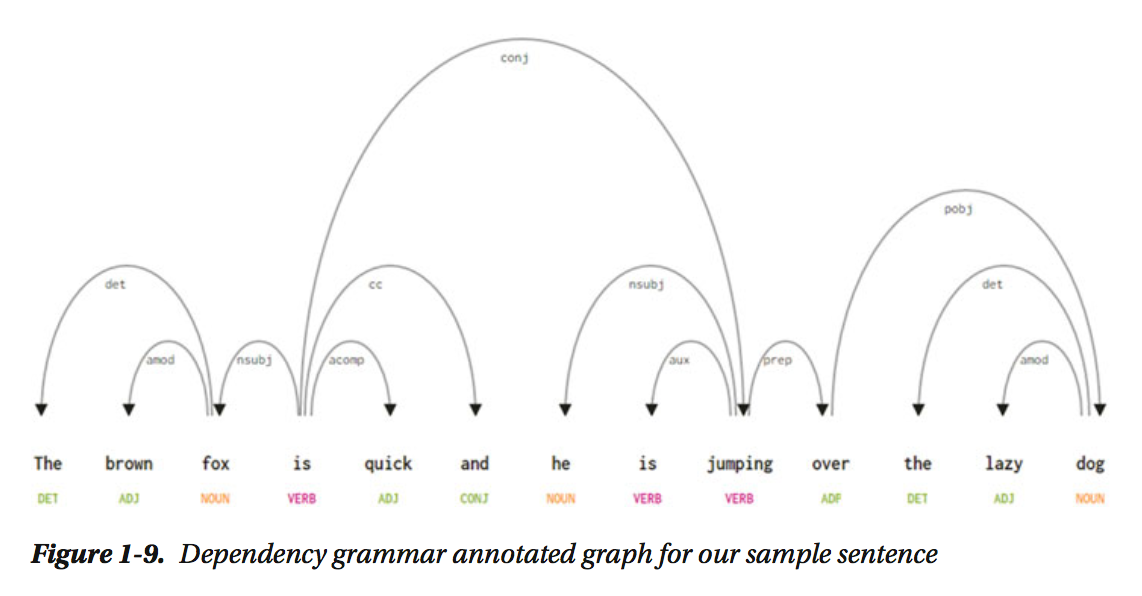 conj
pobj
det cc nsubj det
amod nsubj acomp aux prep amod
The brown fox is quick and he is jumping over the lazy dog
DET ADJ NOUN VERB ADJ CONJ NOUN VERB VERB ADP DET ADJ NOUN
Figure 1-9. Dependency grammar annotated graph for our sample sentence